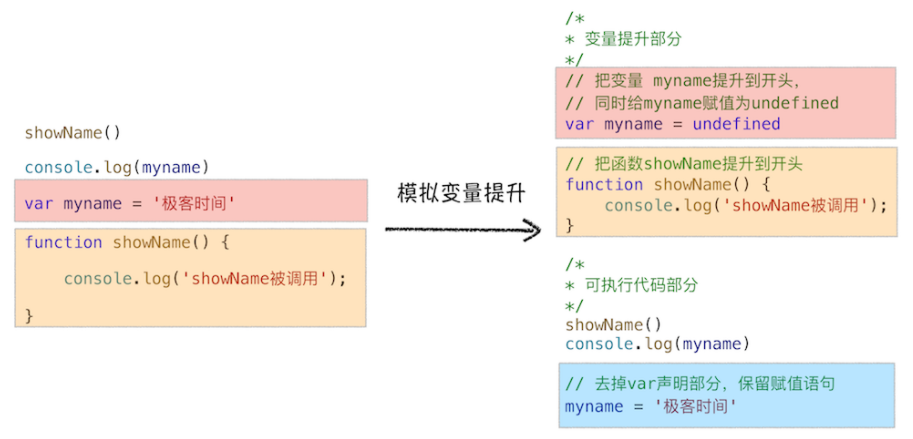 showName()
console.log(myname)
var myname = '极客时间'
function showName() {
console.log('showName被调用');
}
模拟变量提升
/*
* 变量提升部分
*/
// 把变量 myname提升到开头,
// 同时给myname赋值为undefined
var myname = undefined
// 把函数showName提升到开头
function showName() {
console.log('showName被调用');
}
/*
* 可执行代码部分
*/
showName()
console.log(myname)
// 去掉var声明部分，保留赋值语句
myname = '极客时间'